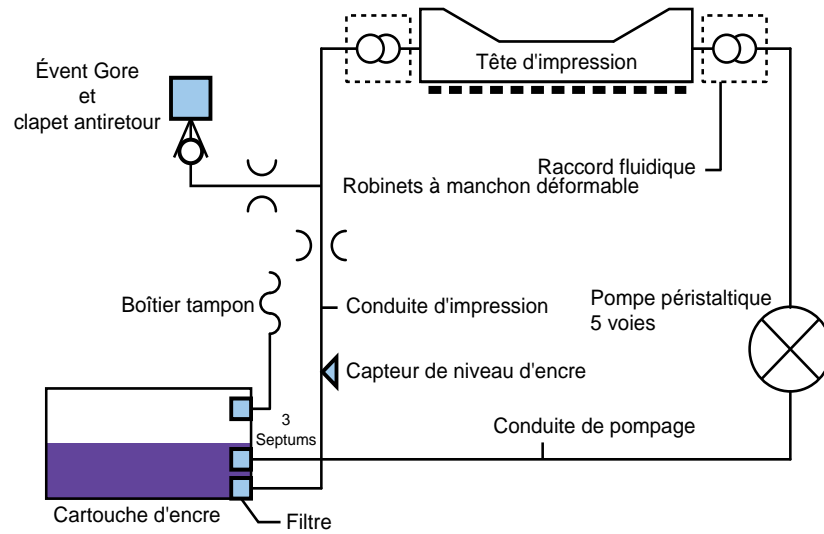 Tête d'impression
Évent Gore
et
clapet antiretour
Raccord fluidique
Robinets à manchon déformable
Boîtier tampon
Conduite d'impression
Pompe péristaltique
5 voies
Capteur de niveau d'encre
3
Septums
Conduite de pompage
Cartouche d'encre
Filtre